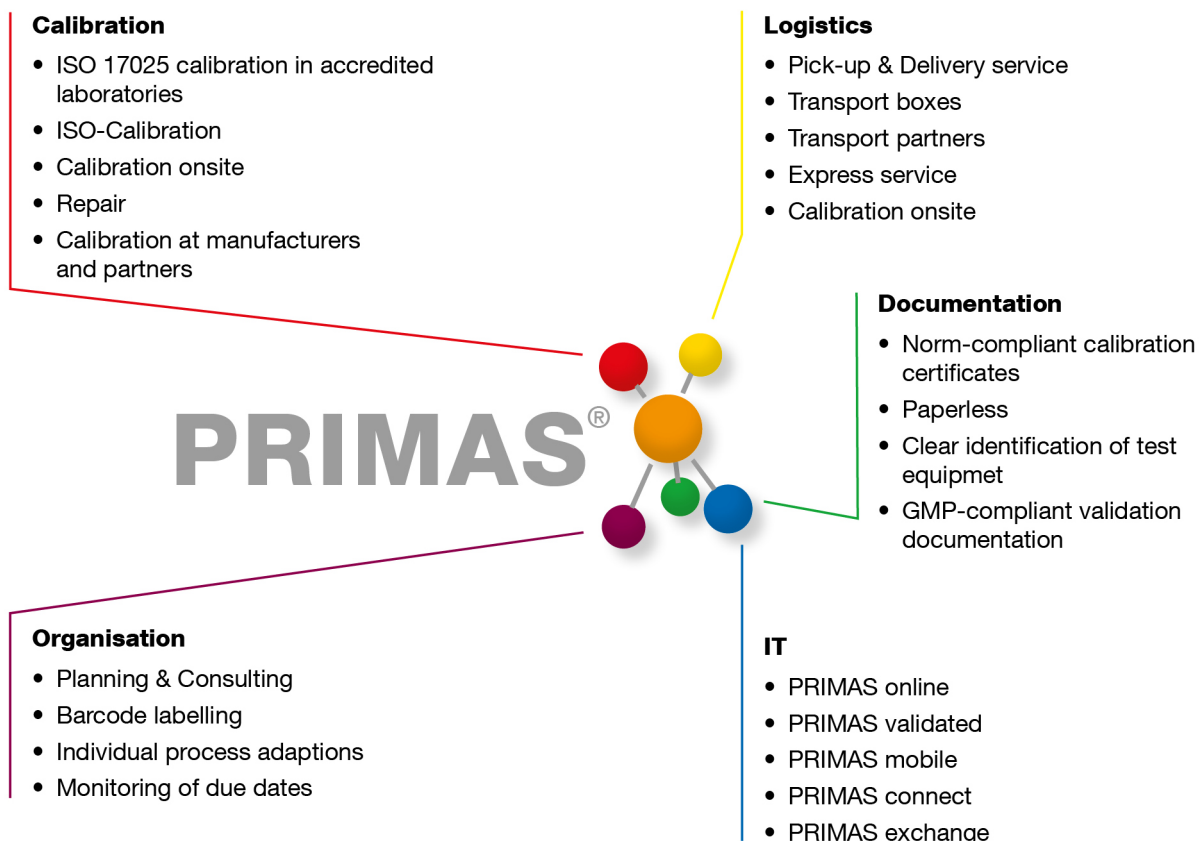 Calibration
• ISO 17025 calibration in accredited
laboratories
• ISO-Calibration
• Calibration onsite
• Repair
• Calibration at manufacturers
and partners
Logistics
• Pick-up & Delivery service
• Transport boxes
• Transport partners
• Express service
• Calibration onsite
Documentation
• Norm-compliant calibration
certificates
• Paperless
• Clear identification of test
equipmet
• GMP-compliant validation
documentation
PRIMAS®
Organisation
• Planning & Consulting
• Barcode labelling
• Individual process adaptions
• Monitoring of due dates
IT
• PRIMAS online
• PRIMAS validated
• PRIMAS mobile
• PRIMAS connect
• PRIMAS exchange